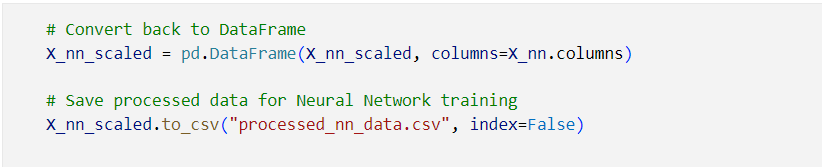 # Convert back to DataFrame
X_nn_scaled = pd.DataFrame(X_nn_scaled, columns=X_nn.columns)
# Save processed data for Neural Network training
X_nn_scaled.to_csv("processed_nn_data.csv", index=False)